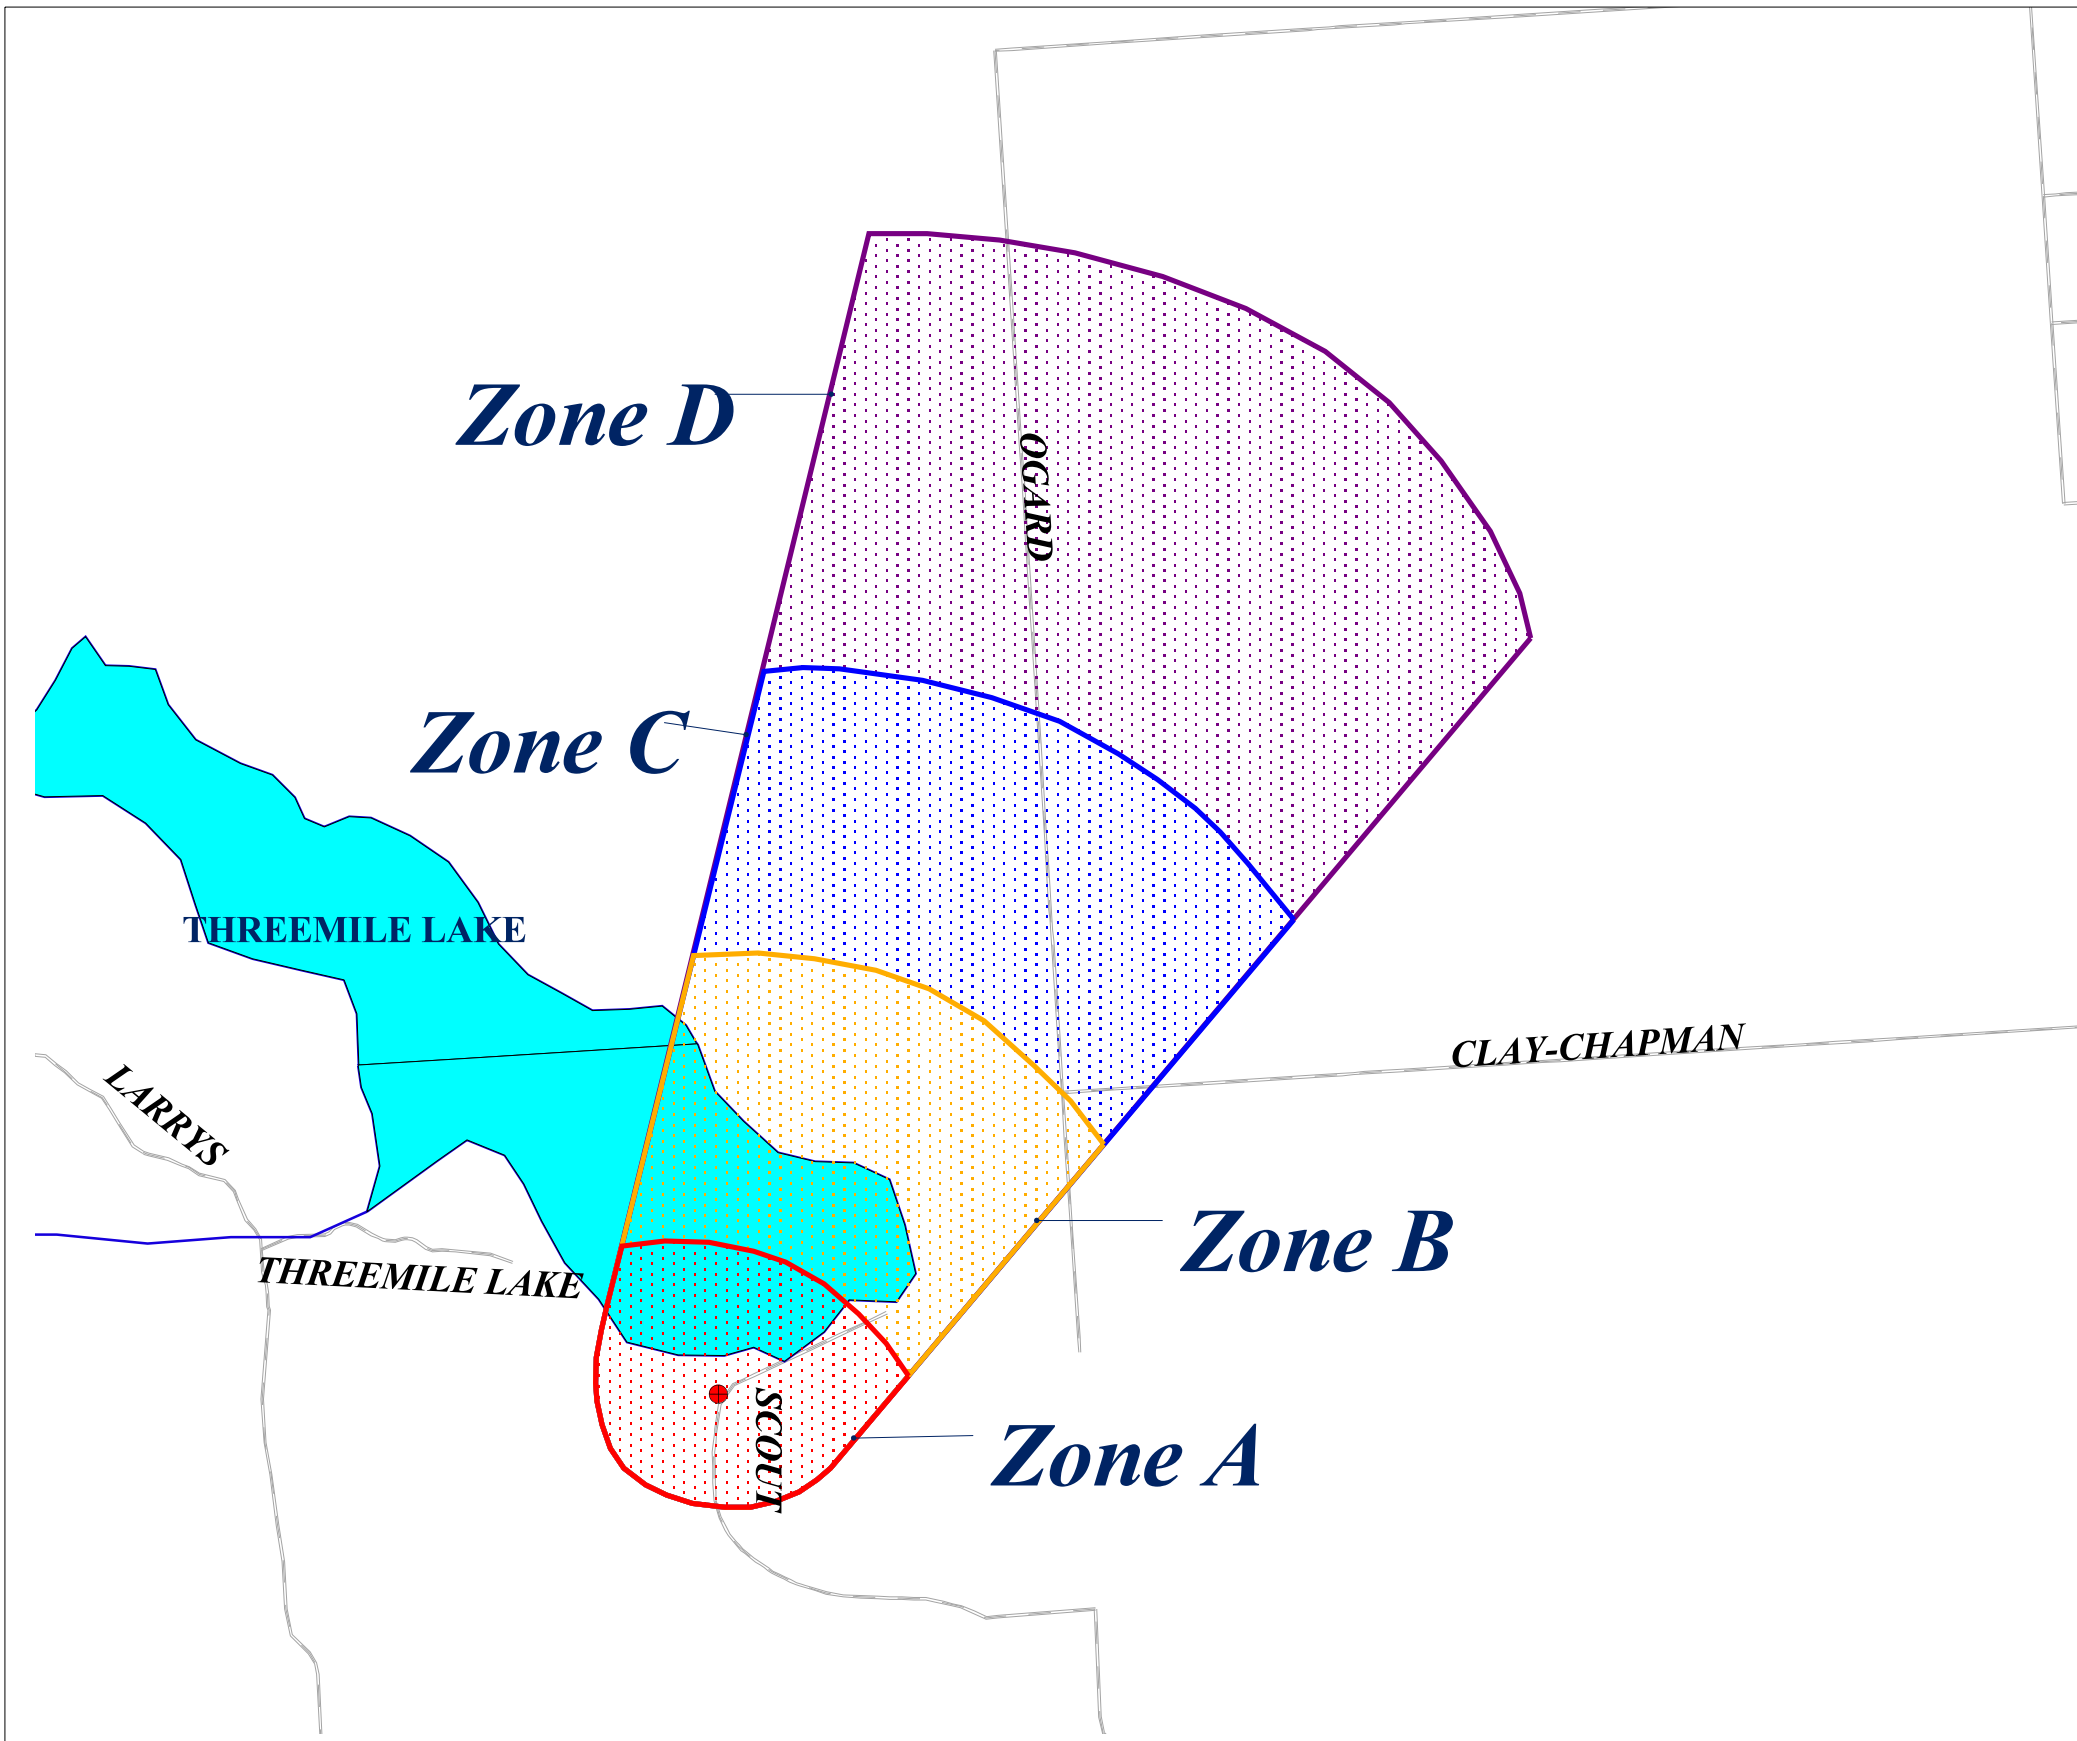 Zone D
OGARD
Zone C
THREEMILE LAKE
CLAY-CHAPMAN
LARRYS
Zone B
THREEMILE LAKE
SCOUT
Zone A